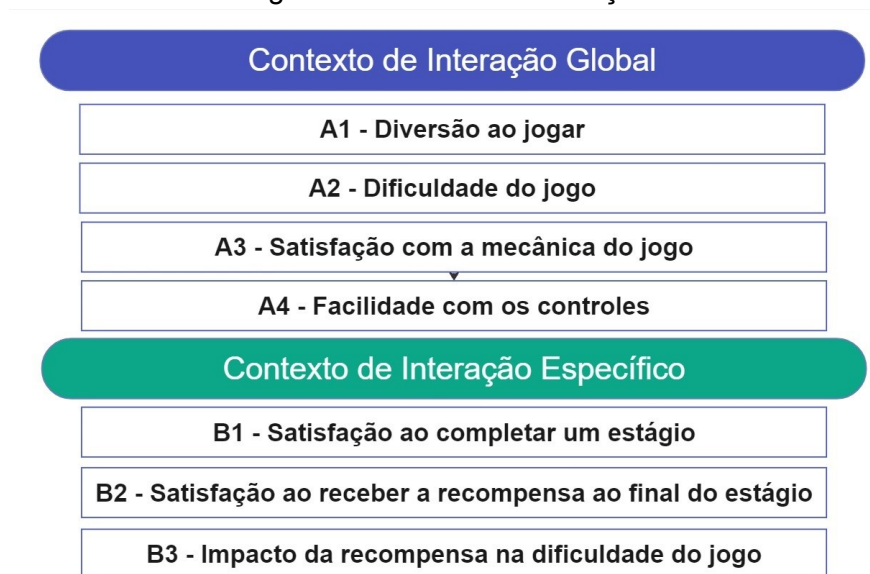 Contexto de Interação Global
A1 - Diversão ao jogar
A2 - Dificuldade do jogo
A3 - Satisfação com a mecânica do jogo
A4 - Facilidade com os controles
Contexto de Interação Específico
B1 - Satisfação ao completar um estágio
B2 - Satisfação ao receber a recompensa ao final do estágio
B3 - Impacto da recompensa na dificuldade do jogo